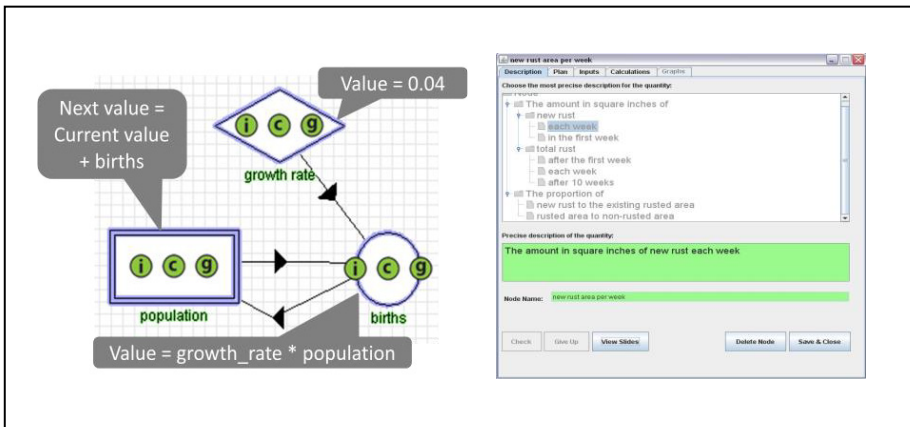 Value = 0.04
Next value =
Current value
+ births
i c g
growth rate
i c g
population
i c g
births
Value = growth_rate * population
new rust area per week
Description Plan Inputs Calculations Graphs
Choose the most precise description for the quantity:
The amount in square inches of
new rust
each week
in the first week
total rust
after the first week
each week
after 10 weeks
The proportion of
new rust to the existing rusted area
rusted area to non-rusted area
Precise description of the quantity:
The amount in square inches of new rust each week
Node Name: new rust area per week
Check Give Up View Slides Delete Node Save & Close